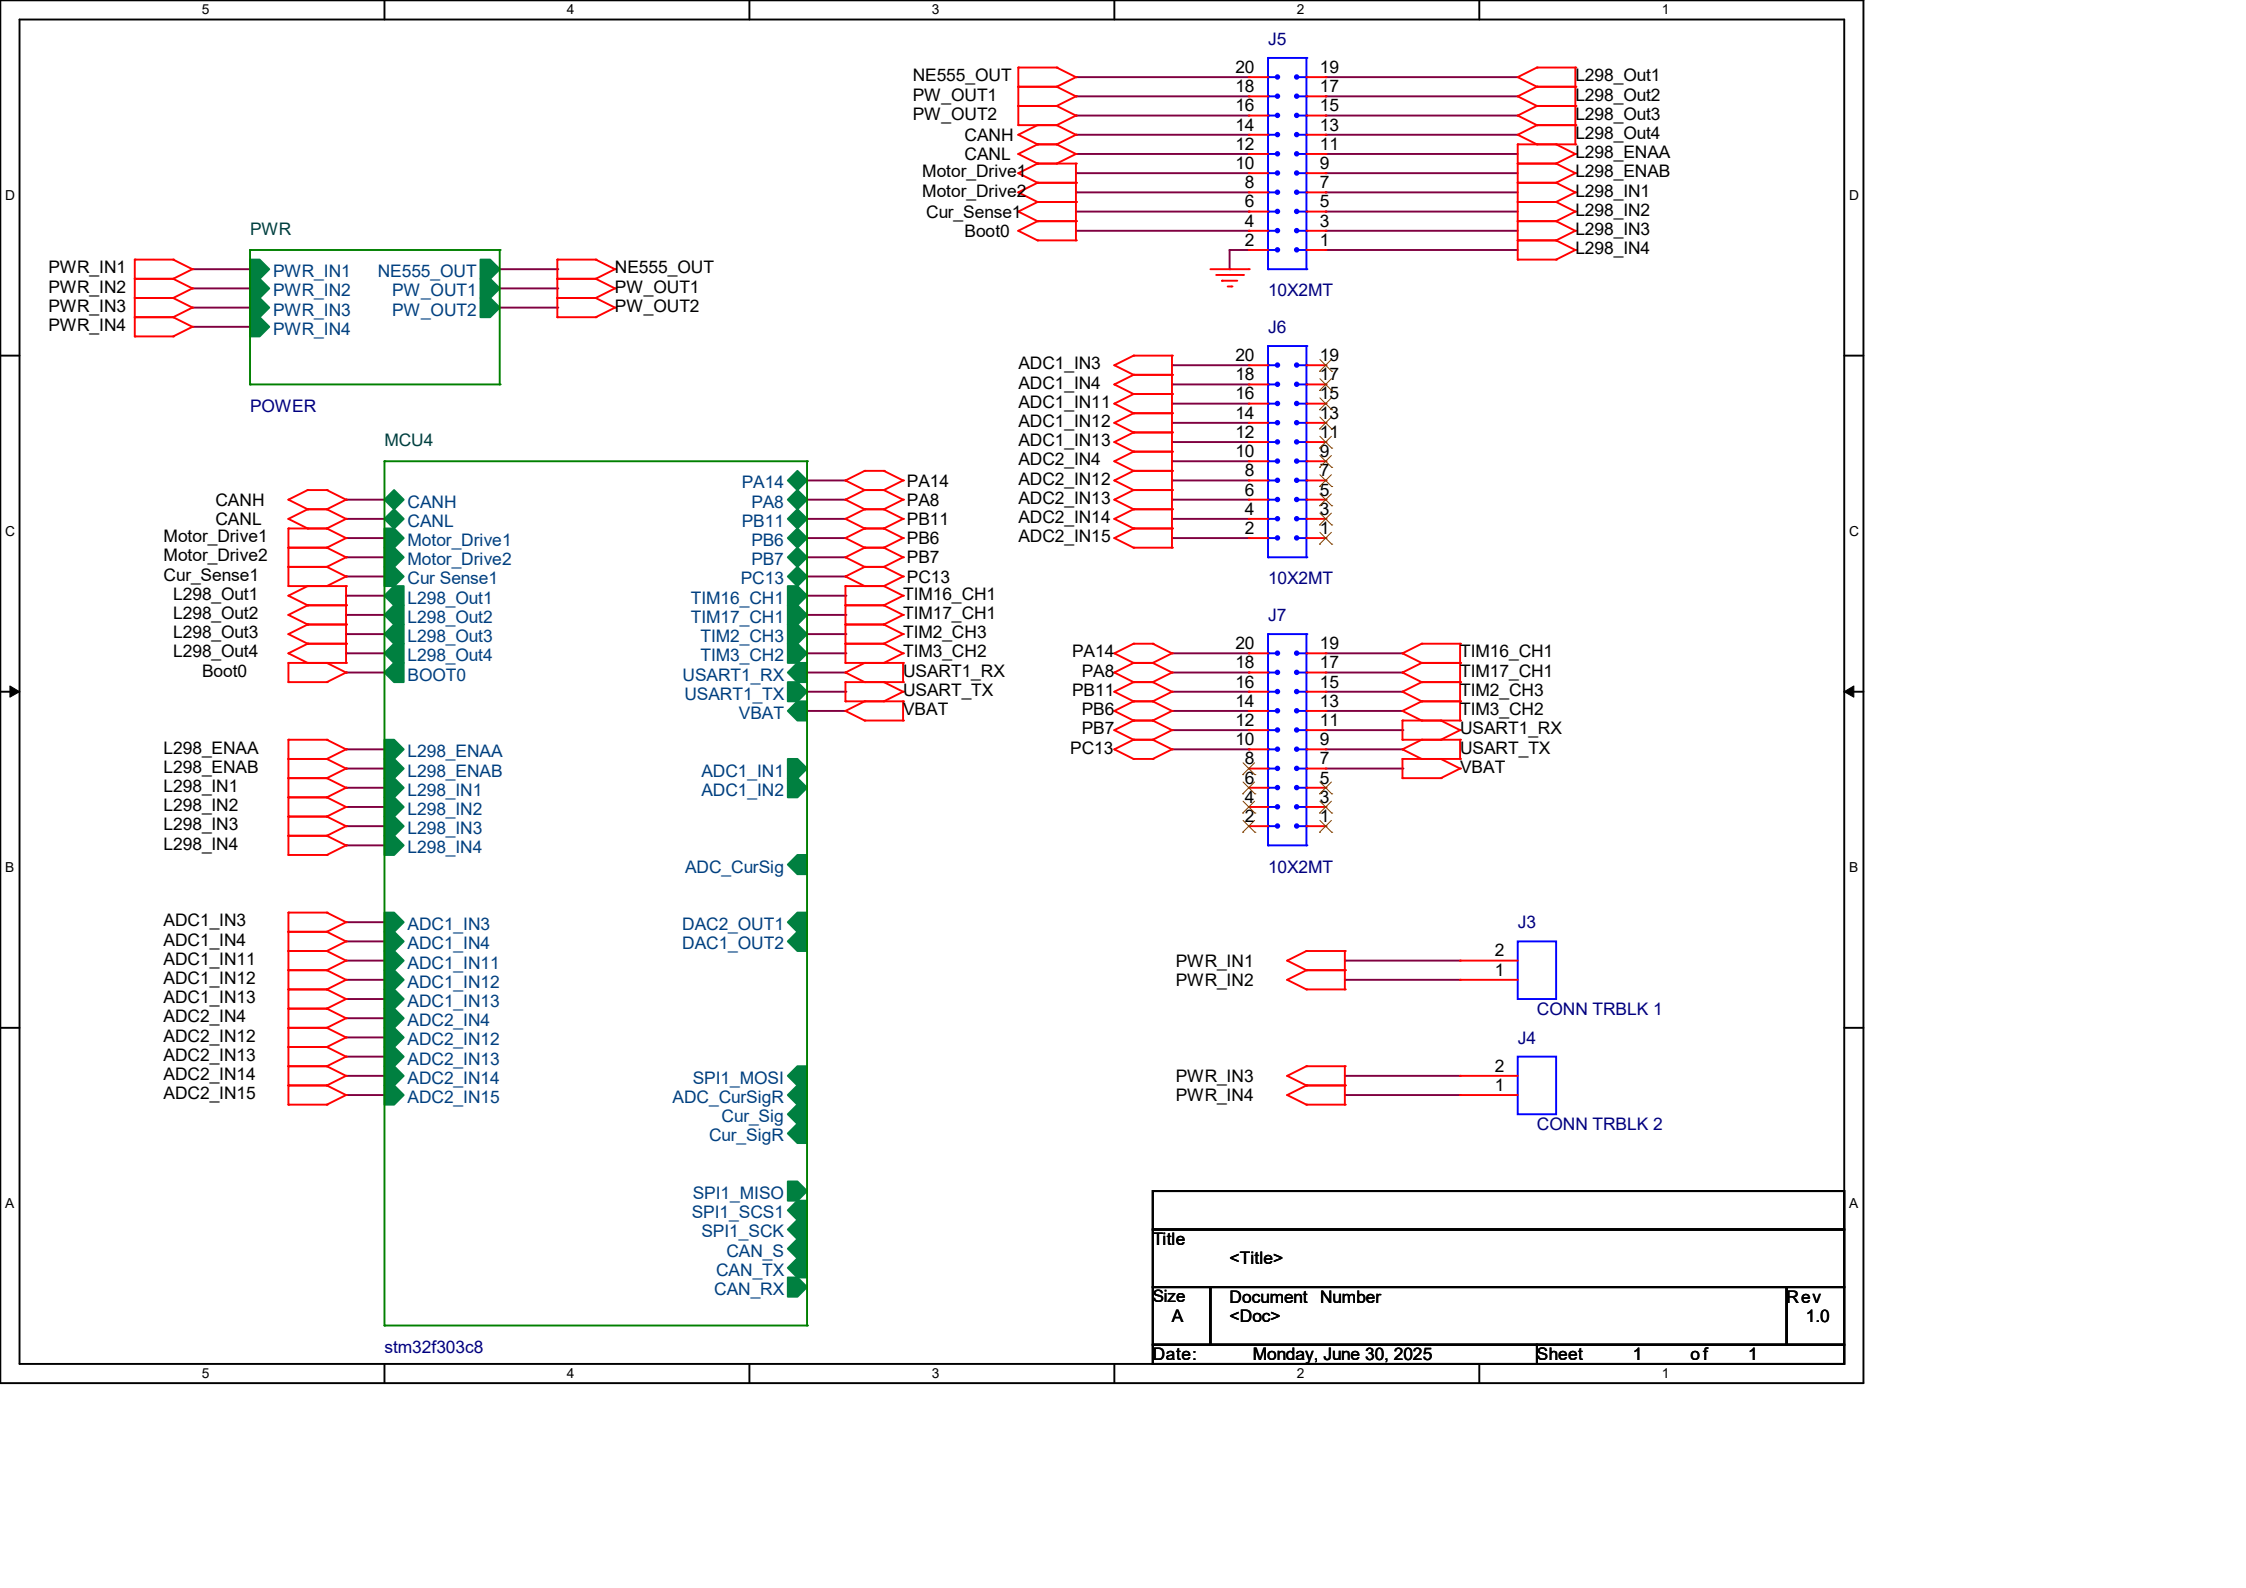 5 4 3 2 1
D D
C C
B B
A A
5 4 3 2 1
PWR
PWR_IN1 PWR_IN1 NE555_OUT NE555_OUT
PWR_IN2 PWR_IN2 PW_OUT1 PW_OUT1
PWR_IN3 PWR_IN3 PW_OUT2 PW_OUT2
PWR_IN4 PWR_IN4
POWER
MCU4
PA14 PA14
CANH CANH PA8 PA8
CANL CANL PB11 PB11
Motor_Drive1 Motor_Drive1 PB6 PB6
Motor_Drive2 Motor_Drive2 PB7 PB7
Cur_Sense1 Cur Sense1 PC13 PC13
L298_Out1 L298_Out1 TIM16_CH1 TIM16_CH1
L298_Out2 L298_Out2 TIM17_CH1 TIM17_CH1
L298_Out3 L298_Out3 TIM2_CH3 TIM2_CH3
L298_Out4 L298_Out4 TIM3_CH2 TIM3_CH2
Boot0 BOOT0 USART1_RX USART1_RX
USART1_TX USART_TX
VBAT VBAT
L298_ENAA L298_ENAA
L298_ENAB L298_ENAB ADC1_IN1
L298_IN1 L298_IN1 ADC1_IN2
L298_IN2 L298_IN2
L298_IN3 L298_IN3
L298_IN4 L298_IN4
ADC_CurSig
ADC1_IN3 ADC1_IN3 DAC2_OUT1
ADC1_IN4 ADC1_IN4 DAC1_OUT2
ADC1_IN11 ADC1_IN11
ADC1_IN12 ADC1_IN12
ADC1_IN13 ADC1_IN13
ADC2_IN4 ADC2_IN4
ADC2_IN12 ADC2_IN12
ADC2_IN13 ADC2_IN13
ADC2_IN14 ADC2_IN14 SPI1_MOSI
ADC2_IN15 ADC2_IN15 ADC_CurSigR
Cur_Sig
Cur_SigR
SPI1_MISO
SPI1_SCS1
SPI1_SCK
CAN_S
CAN_TX
CAN_RX
stm32f303c8
J5
NE555_OUT 20 19 L298_Out1
PW_OUT1 18 17 L298_Out2
PW_OUT2 16 15 L298_Out3
CANH 14 13 L298_Out4
CANL 12 11 L298_ENAA
Motor_Drive1 10 9 L298_ENAB
Motor_Drive2 8 7 L298_IN1
Cur_Sense1 6 5 L298_IN2
Boot0 4 3 L298_IN3
2 1 L298_IN4
10X2MT
J6
ADC1_IN3 20 19
ADC1_IN4 18 17
ADC1_IN11 16 15
ADC1_IN12 14 13
ADC1_IN13 12 11
ADC2_IN4 10 9
ADC2_IN12 8 7
ADC2_IN13 6 5
ADC2_IN14 4 3
ADC2_IN15 2 1
10X2MT
J7
PA14 20 19 TIM16_CH1
PA8 18 17 TIM17_CH1
PB11 16 15 TIM2_CH3
PB6 14 13 TIM3_CH2
PB7 12 11 USART1_RX
PC13 10 9 USART_TX
8 7 VBAT
6 5
4 3
2 1
10X2MT
J3
PWR_IN1 2
PWR_IN2 1
CONN TRBLK 1
J4
PWR_IN3 2
PWR_IN4 1
CONN TRBLK 2
Title
<Title>
Size Document Number Rev
A <Doc> 1.0
Date: Monday, June 30, 2025 Sheet 1 of 1